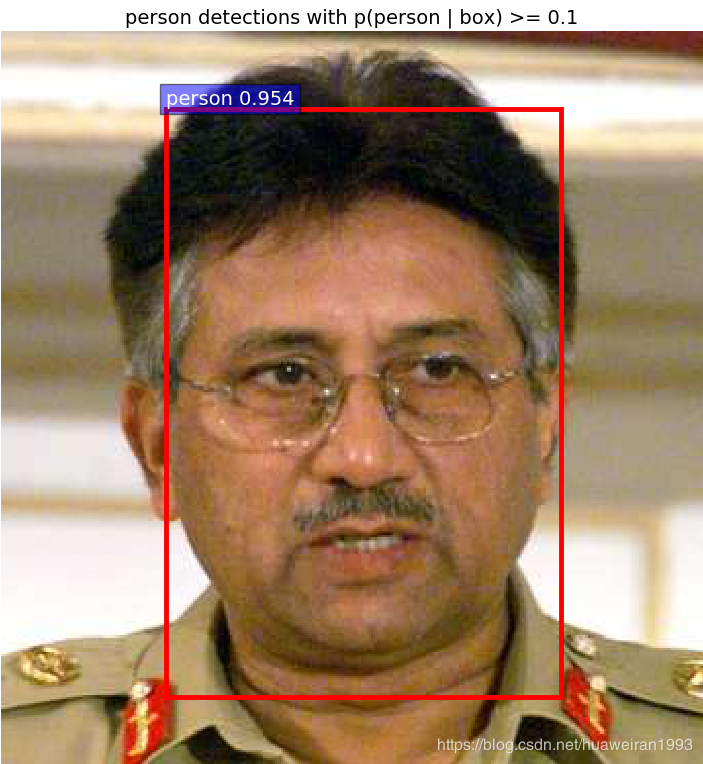 person detections with p(person | box) >= 0.1
person 0.954
https://blog.csdn.net/huaweiran1993